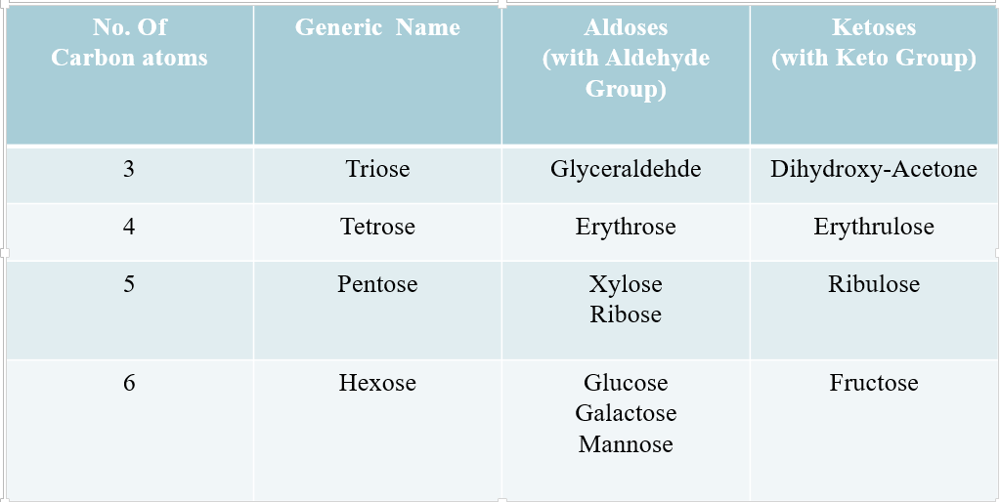 No. Of Carbon atoms Generic  Name Aldoses (with Aldehyde Group) Ketoses (with Keto Group)
3 Triose Glyceraldehde Dihydroxy-Acetone
4 Tetrose Erythrose Erythrulose
5 Pentose Xylose Ribulose
Ribose
6 Hexose Glucose Fructose
Galactose
Mannose